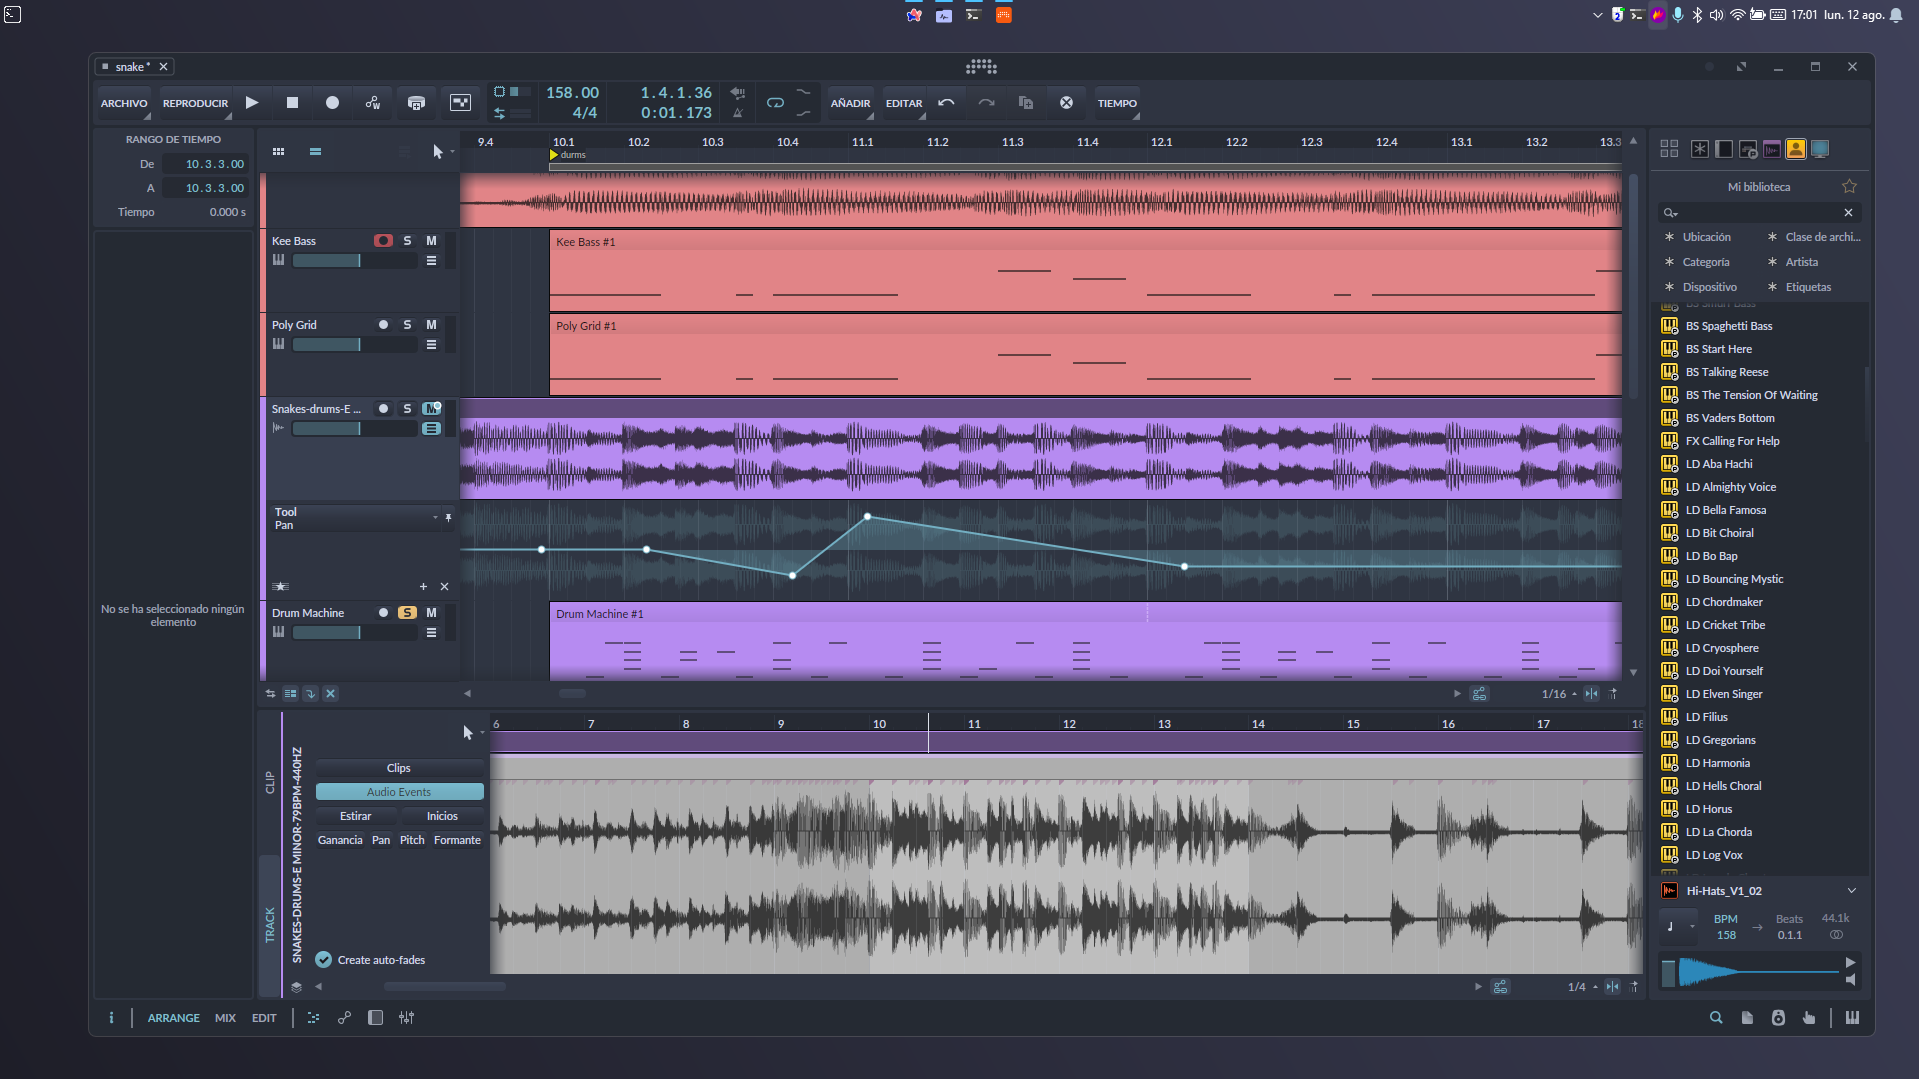 17:01 lun. 12 ago.
snake *
ARCHIVO
REPRODUCIR
158.00
4/4
1.4.1.36
0:01.173
AÑADIR
EDITAR
TIEMPO
RANGO DE TIEMPO
De 10.3.3.00
A 10.3.3.00
Tiempo 0.000 s
No se ha seleccionado ningún
elemento
9.4 10.1 10.2 10.3 10.4 11.1 11.2 11.3 11.4 12.1 12.2 12.3 12.4 13.1 13.2 13.3
durms
Kee Bass S M
Kee Bass #1
Poly Grid S M
Poly Grid #1
Snakes-drums-E ... S M
Tool
Pan
Drum Machine S M
Drum Machine #1
1/16
6 7 8 9 10 11 12 13 14 15 16 17 18
CLIP
TRACK
SNAKES-DRUMS-E MINOR-79BPM-440HZ
Clips
Audio Events
Estirar Inicios
Ganancia Pan Pitch Formante
Create auto-fades
1/4
Mi biblioteca
Ubicación
Clase de archi...
Categoría
Artista
Dispositivo
Etiquetas
BS Smurf Bass
BS Spaghetti Bass
BS Start Here
BS Talking Reese
BS The Tension Of Waiting
BS Vaders Bottom
FX Calling For Help
LD Aba Hachi
LD Almighty Voice
LD Bella Famosa
LD Bit Choiral
LD Bo Bap
LD Bouncing Mystic
LD Chordmaker
LD Cricket Tribe
LD Cryosphere
LD Doi Yourself
LD Elven Singer
LD Filius
LD Gregorians
LD Harmonia
LD Hells Choral
LD Horus
LD La Chorda
LD Log Vox
Hi-Hats_V1_02
BPM Beats 44.1k
158 0.1.1
ARRANGE MIX EDIT